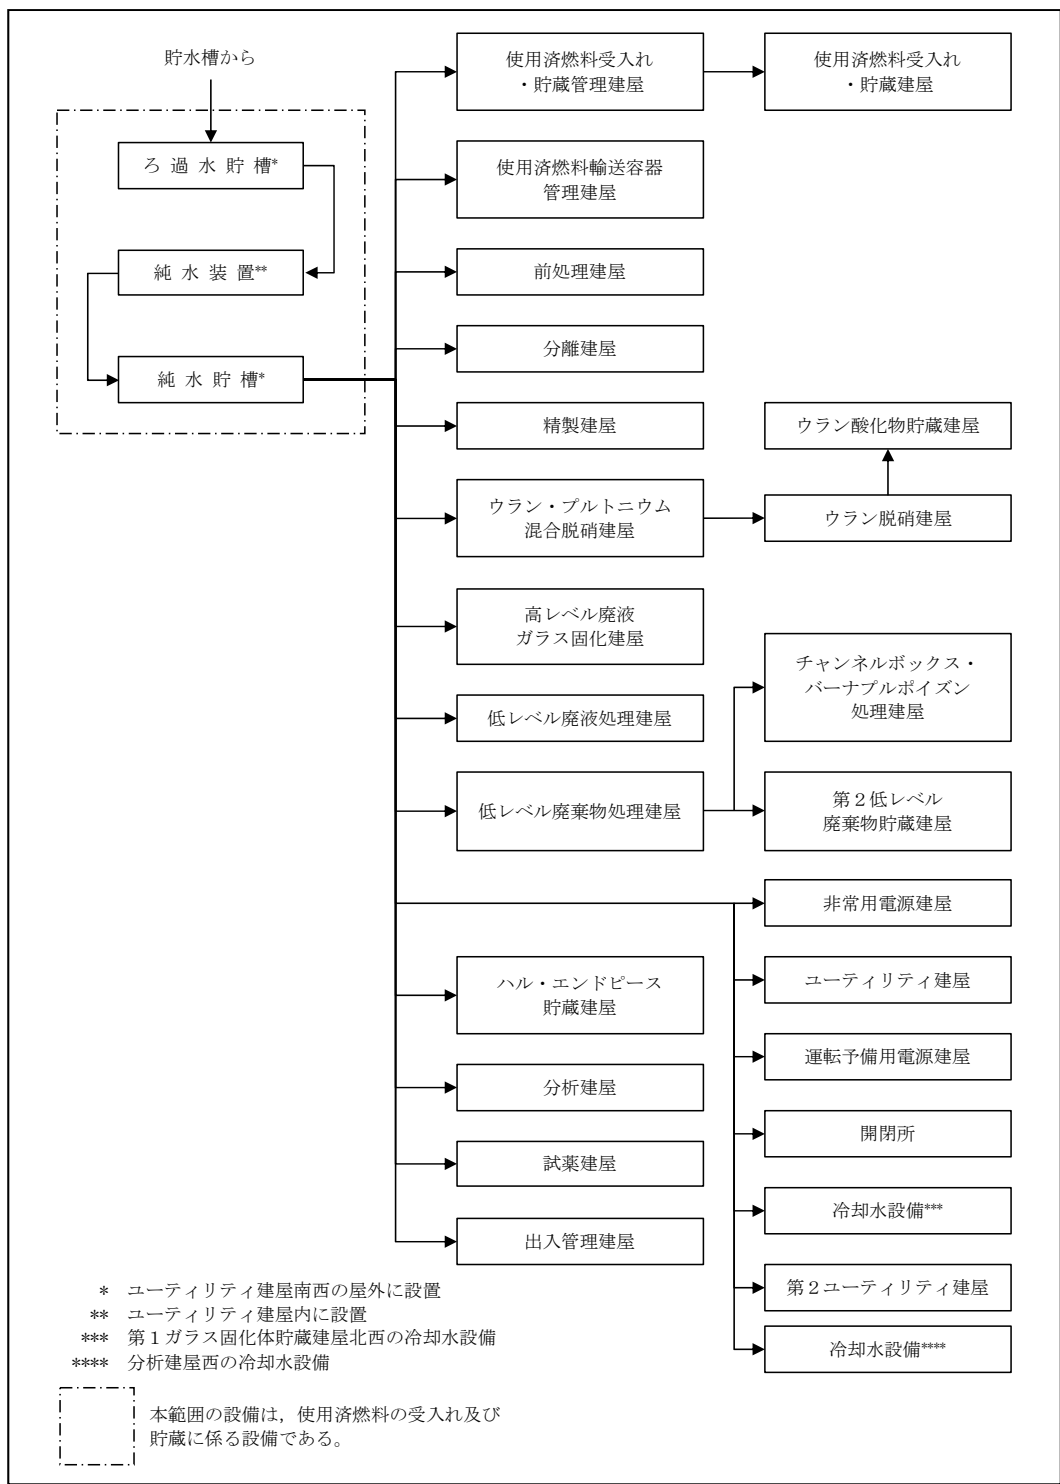 貯水槽から
ろ 過 水 貯 槽*
純 水 装 置**
純 水 貯 槽*
使用済燃料受入れ
・貯蔵管理建屋
使用済燃料受入れ
・貯蔵建屋
使用済燃料輸送容器
管理建屋
前処理建屋
分離建屋
精製建屋
ウラン酸化物貯蔵建屋
ウラン・プルトニウム
混合脱硝建屋
ウラン脱硝建屋
高レベル廃液
ガラス固化建屋
低レベル廃液処理建屋
チャンネルボックス・
バーナブルポイズン
処理建屋
低レベル廃棄物処理建屋
第２低レベル
廃棄物貯蔵建屋
非常用電源建屋
ハル・エンドピース
貯蔵建屋
ユーティリティ建屋
運転予備用電源建屋
分析建屋
開閉所
試薬建屋
冷却水設備***
出入管理建屋
第２ユーティリティ建屋
冷却水設備****
* ユーティリティ建屋南西の屋外に設置
** ユーティリティ建屋内に設置
*** 第１ガラス固化体貯蔵建屋北西の冷却水設備
**** 分析建屋西の冷却水設備
本範囲の設備は，使用済燃料の受入れ及び
貯蔵に係る設備である。